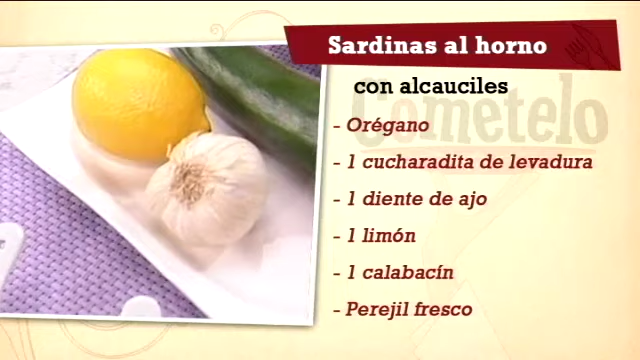 Sardinas al horno
con alcauciles
Cometelo
- Orégano
- 1 cucharadita de levadura
- 1 diente de ajo
- 1 limón
- 1 calabacín
- Perejil fresco